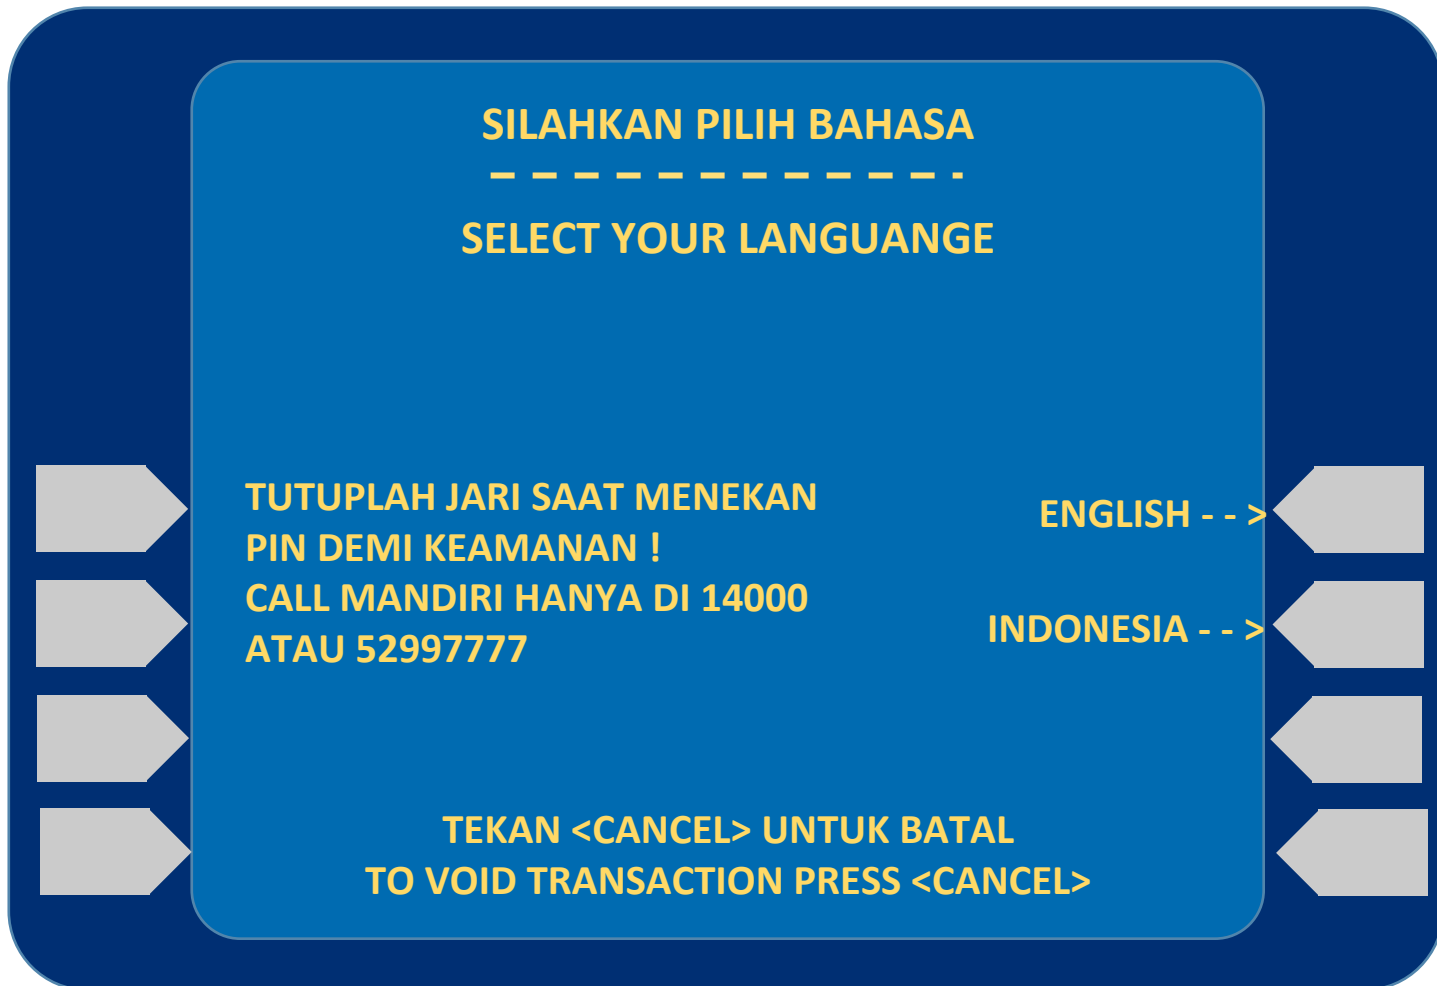 SILAHKAN PILIH BAHASA
- - - - - - - - - - - -
SELECT YOUR LANGUANGE
TUTUPLAH JARI SAAT MENEKAN
PIN DEMI KEAMANAN !
CALL MANDIRI HANYA DI 14000
ATAU 52997777
ENGLISH - - >
INDONESIA - - >
TEKAN <CANCEL> UNTUK BATAL
TO VOID TRANSACTION PRESS <CANCEL>